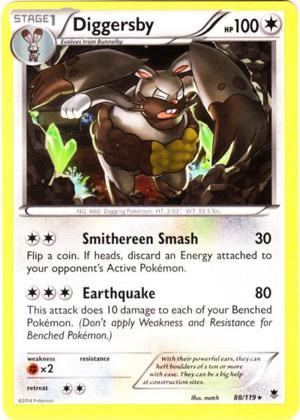 STAGE1
Diggersby
HP100
Evolves from Bunnelby
NO. 660 Digging Pokémon HT: 3'03" WT: 93.5 lbs.
Smithereen Smash 30
Flip a coin. If heads, discard an Energy attached to
your opponent's Active Pokémon.
Earthquake 80
This attack does 10 damage to each of your Benched
Pokémon. (Don't apply Weakness and Resistance for
Benched Pokémon.)
weakness resistance
×2
retreat
With their powerful ears, they can
heft boulders of a ton or more
with ease. They can be a big help
at construction sites.
©2014 Pokémon
Illus. match 88/119★